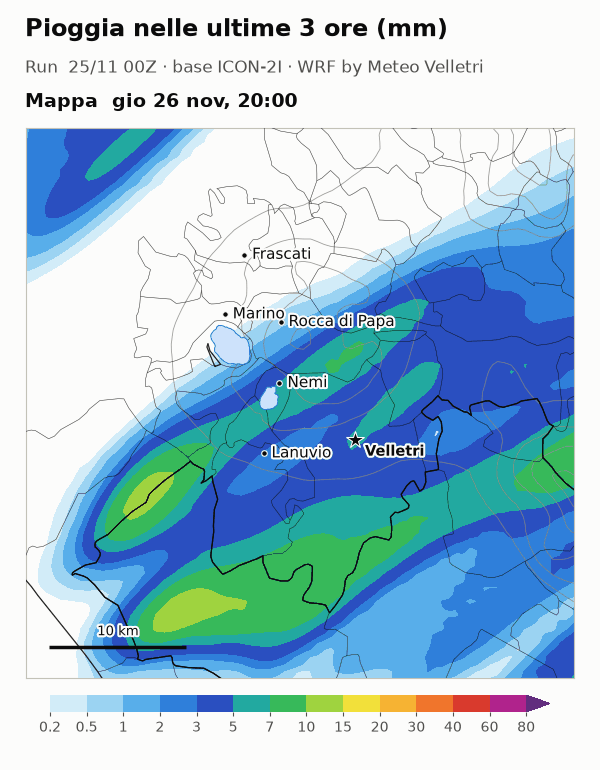 Pioggia nelle ultime 3 ore (mm)
Run  25/11 00Z · base ICON-2I · WRF by Meteo Velletri
Mappa  gio 26 nov, 20:00
Frascati
Marino
Rocca di Papa
Nemi
Velletri
Lanuvio
10 km
0.2 0.5 1 2 3 5 7 10 15 20 30 40 60 80